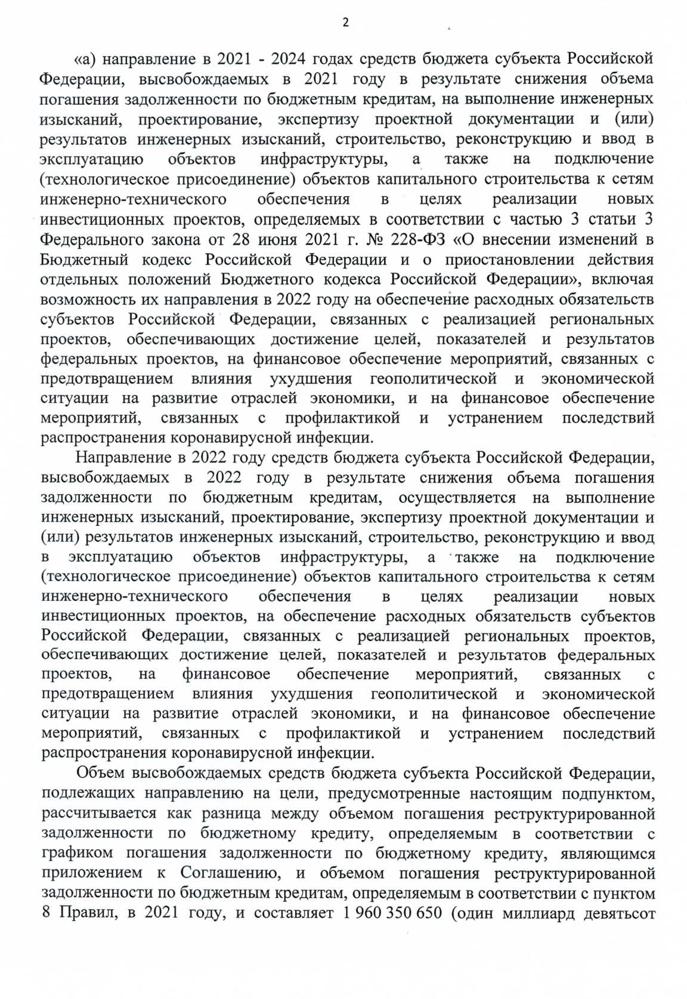 2
«а) направление в 2021 - 2024 годах средств бюджета субъекта Российской
Федерации, высвобождаемых в 2021 году в результате снижения объема
погашения задолженности по бюджетным кредитам, на выполнение инженерных
изысканий, проектирование, экспертизу проектной документации и (или)
результатов инженерных изысканий, строительство, реконструкцию и ввод в
эксплуатацию объектов инфраструктуры, а также на подключение
(технологическое присоединение) объектов капитального строительства к сетям
инженерно-технического обеспечения в целях реализации новых
инвестиционных проектов, определяемых в соответствии с частью 3 статьи 3
Федерального закона от 28 июня 2021 г. № 228-ФЗ «О внесении изменений в
Бюджетный кодекс Российской Федерации и о приостановлении действия
отдельных положений Бюджетного кодекса Российской Федерации», включая
возможность их направления в 2022 году на обеспечение расходных обязательств
субъектов Российской Федерации, связанных с реализацией региональных
проектов, обеспечивающих достижение целей, показателей и результатов
федеральных проектов, на финансовое обеспечение мероприятий, связанных с
предотвращением влияния ухудшения геополитической и экономической
ситуации на развитие отраслей экономики, и на финансовое обеспечение
мероприятий, связанных с профилактикой и устранением последствий
распространения коронавирусной инфекции.
Направление в 2022 году средств бюджета субъекта Российской Федерации,
высвобождаемых в 2022 году в результате снижения объема погашения
задолженности по бюджетным кредитам, осуществляется на выполнение
инженерных изысканий, проектирование, экспертизу проектной документации и
(или) результатов инженерных изысканий, строительство, реконструкцию и ввод
в эксплуатацию объектов инфраструктуры, а также на подключение
(технологическое присоединение) объектов капитального строительства к сетям
инженерно-технического обеспечения в целях реализации новых
инвестиционных проектов, на обеспечение расходных обязательств субъектов
Российской Федерации, связанных с реализацией региональных проектов,
обеспечивающих достижение целей, показателей и результатов федеральных
проектов, на финансовое обеспечение мероприятий, связанных с
предотвращением влияния ухудшения геополитической и экономической
ситуации на развитие отраслей экономики, и на финансовое обеспечение
мероприятий, связанных с профилактикой и устранением последствий
распространения коронавирусной инфекции.
Объем высвобождаемых средств бюджета субъекта Российской Федерации,
подлежащих направлению на цели, предусмотренные настоящим подпунктом,
рассчитывается как разница между объемом погашения реструктурированной
задолженности по бюджетному кредиту, определяемым в соответствии с
графиком погашения задолженности по бюджетному кредиту, являющимся
приложением к Соглашению, и объемом погашения реструктурированной
задолженности по бюджетным кредитам, определяемым в соответствии с пунктом
8 Правил, в 2021 году, и составляет 1 960 350 650 (один миллиард девятьсот